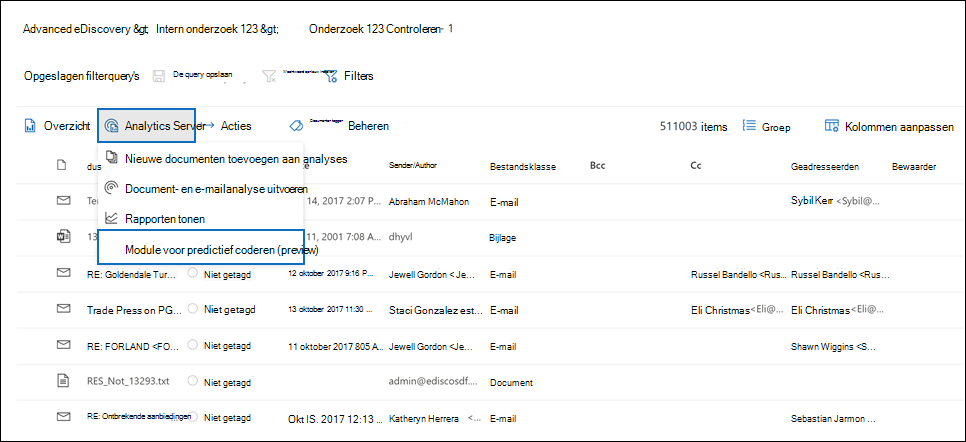 Advanced eDiscovery &gt; Intern onderzoek 123 &gt; Onderzoek 123 Controleren- 1
Opgeslagen filterquery's De query opslaan Filters
Overzicht Analytics Server Acties Documenten taggen Beheren 511003 items Groep Kolommen aanpassen
dus Sender/Author Bestandsklasse Bcc Cc Geadresseerden Bewaarder
Nieuwe documenten toevoegen aan analyses
Document- en e-mailanalyse uitvoeren
Rapporten tonen
Module voor predictief coderen (preview)
14, 2017 2:07 P... Abraham McMahon E-mail Sybil Kerr <Sybil@...
13 11, 2001 7:08 A... dhyvl Bijlage
RE: Goldendale Tur... Niet getagd 12 oktober 2017 9:16 P... Jewell Gordon <Je... E-mail Russel Bandello <Rus... Russel Bandello <Rus...
Trade Press on PG... Niet getagd 13 oktober 2017 11:30 ... Staci Gonzalez est... E-mail Eli Christmas <Eli@... Eli Christmas <Eli@...
RE: FORLAND <FO... Niet getagd 11 oktober 2017 805 A... Jewell Gordon <Je... E-mail Shawn Wiggins <S...
RES_Not_13293.txt Niet getagd admin@ediscosdf.... Document
RE: Ontbrekende aanbiedingen Niet getagd Okt IS. 2017 12:13 ... Katheryn Herrera <... E-mail Sebastian Jarmon ...